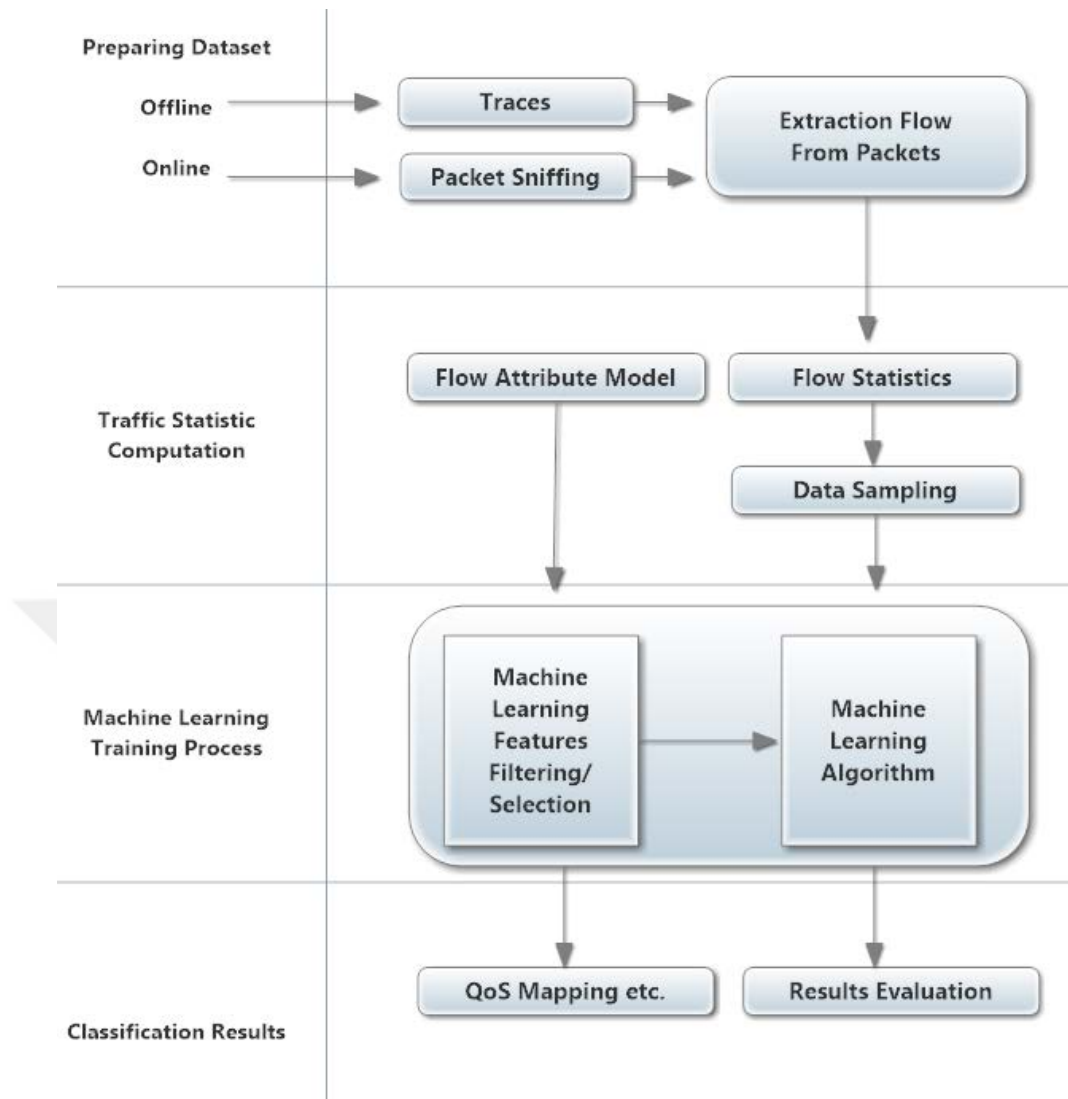 Preparing Dataset
Offline
Traces
Online
Packet Sniffing
Extraction Flow
From Packets
Traffic Statistic
Computation
Flow Attribute Model
Flow Statistics
Data Sampling
Machine Learning
Training Process
Machine
Learning
Features
Filtering/
Selection
Machine
Learning
Algorithm
Classification Results
QoS Mapping etc.
Results Evaluation